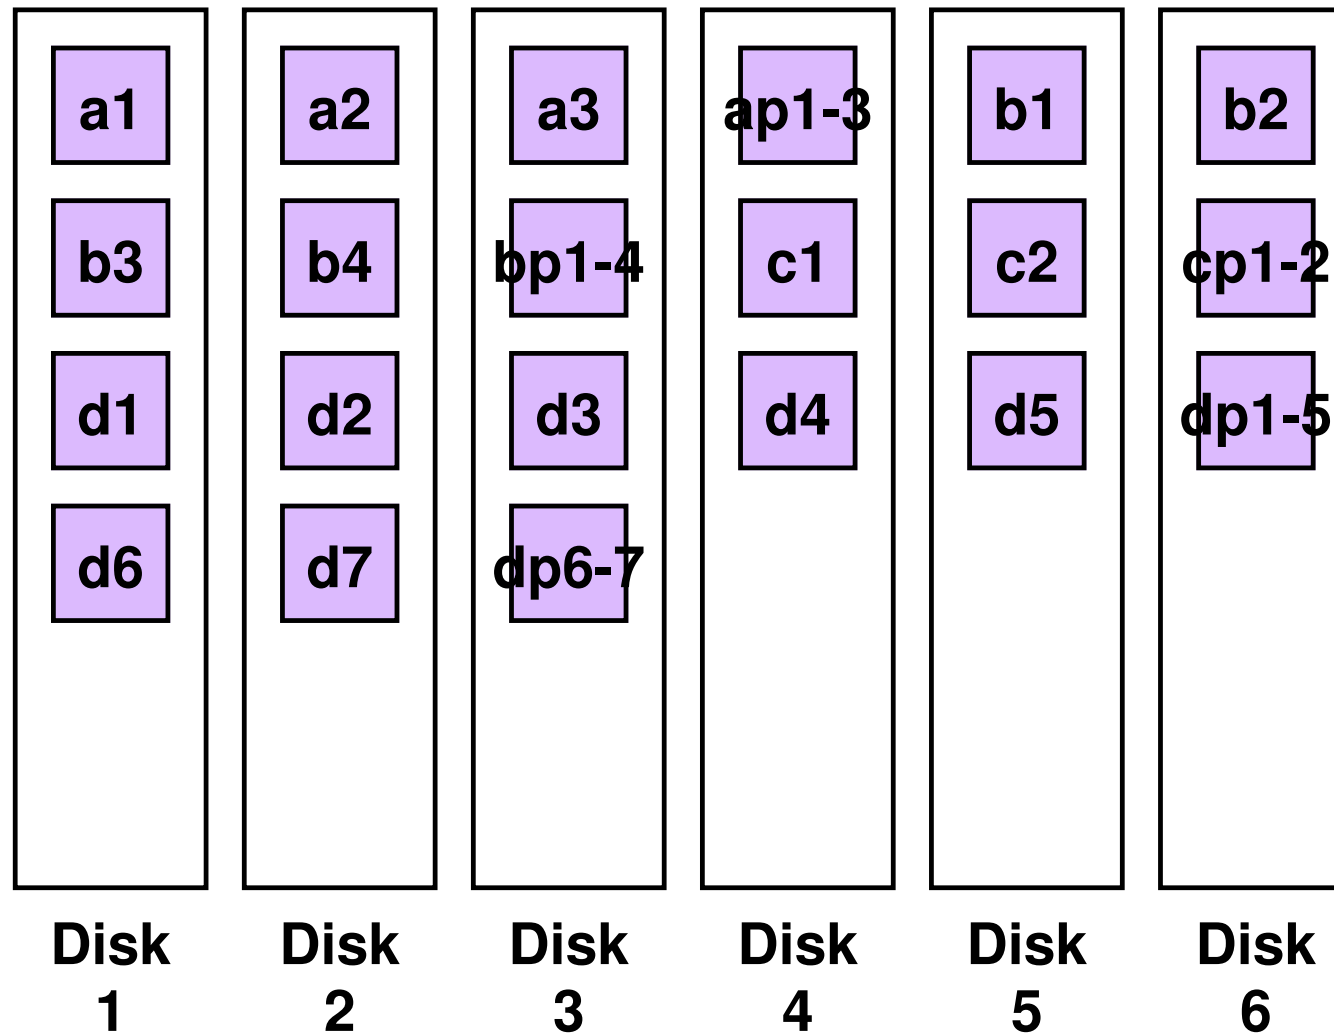 a1 a2 a3 ap1-3 b1 b2
b3 b4 bp1-4 c1 c2 cp1-2
d1 d2 d3 d4 d5 dp1-5
d6 d7 dp6-7
Disk Disk Disk Disk Disk Disk
1 2 3 4 5 6